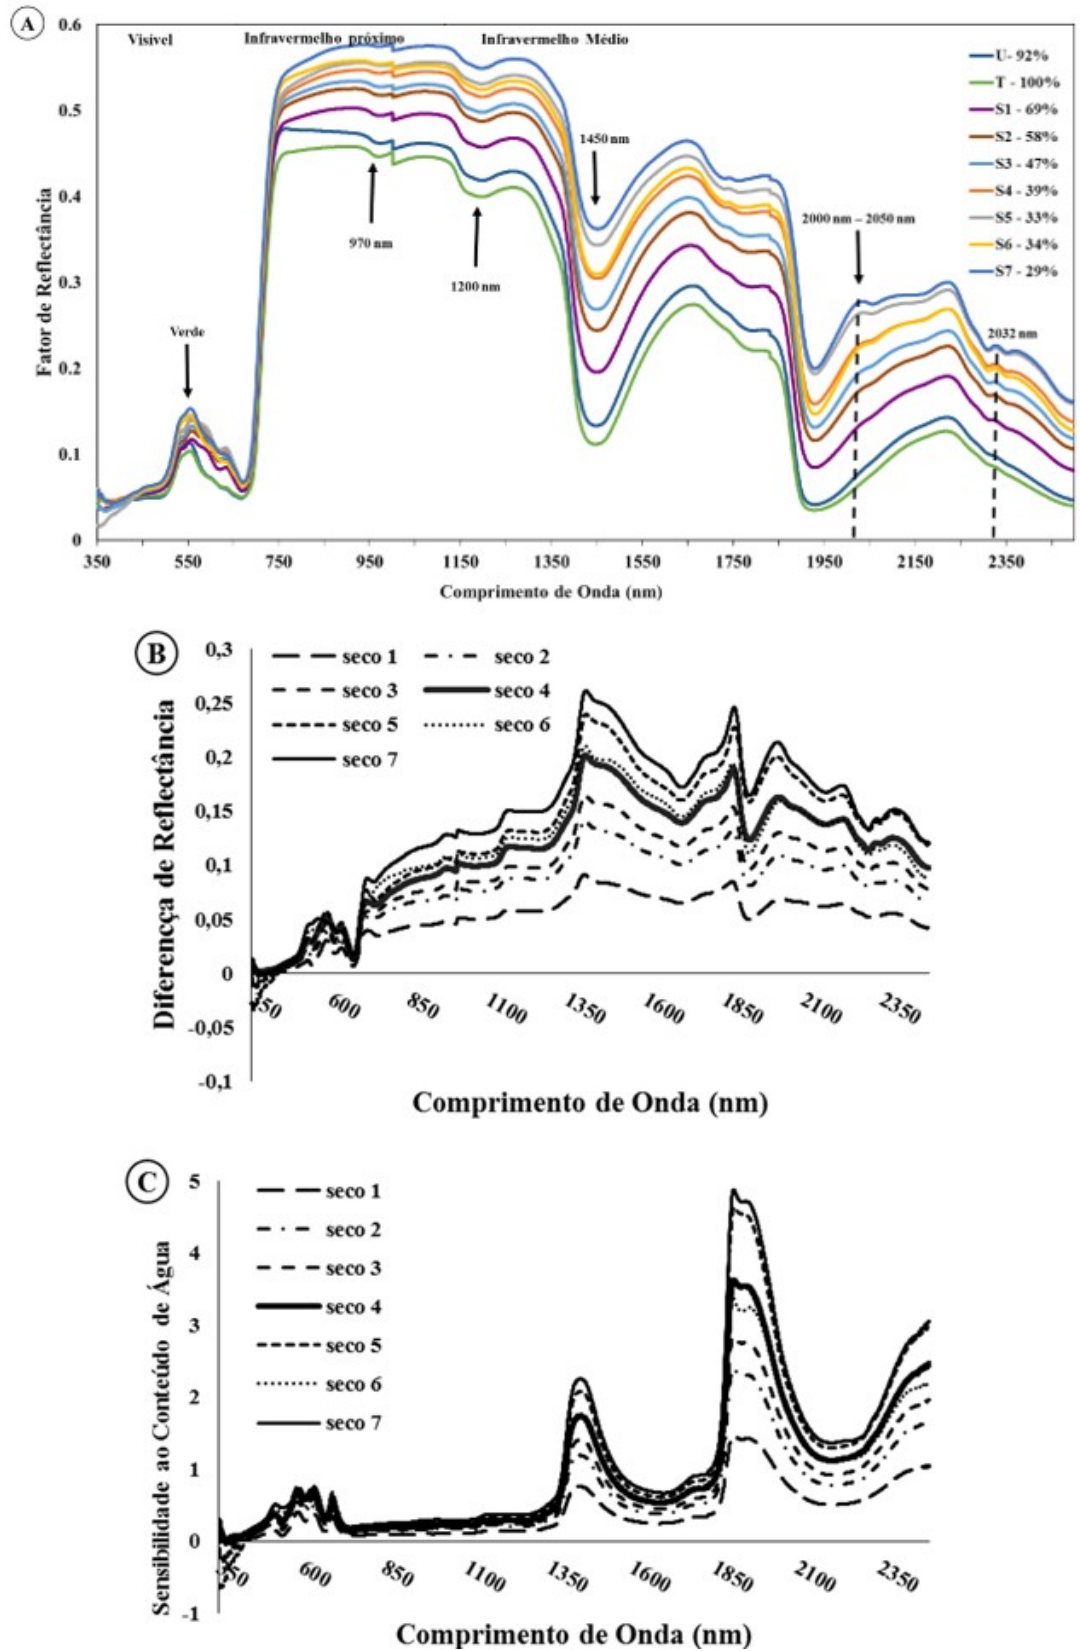 A
0.6
Visível
Infravermelho próximo
Infravermelho Médio
U- 92%
T - 100%
S1 - 69%
S2 - 58%
S3 - 47%
S4 - 39%
S5 - 33%
S6 - 34%
S7 - 29%
0.5
0.4
0.3
0.2
0.1
0
Fator de Reflectância
Verde
970 nm
1200 nm
1450 nm
2000 nm – 2050 nm
2032 nm
350 550 750 950 1150 1350 1550 1750 1950 2150 2350
Comprimento de Onda (nm)
B
0,3
0,25
0,2
0,15
0,1
0,05
0
-0,05
-0,1
Diferencça de Reflectância
seco 1 seco 2
seco 3 seco 4
seco 5 seco 6
seco 7
350 600 850 1100 1350 1600 1850 2100 2350
Comprimento de Onda (nm)
C
5
4
3
2
1
0
-1
Sensibilidade ao Conteúdo de Água
seco 1
seco 2
seco 3
seco 4
seco 5
seco 6
seco 7
350 600 850 1100 1350 1600 1850 2100 2350
Comprimento de Onda (nm)